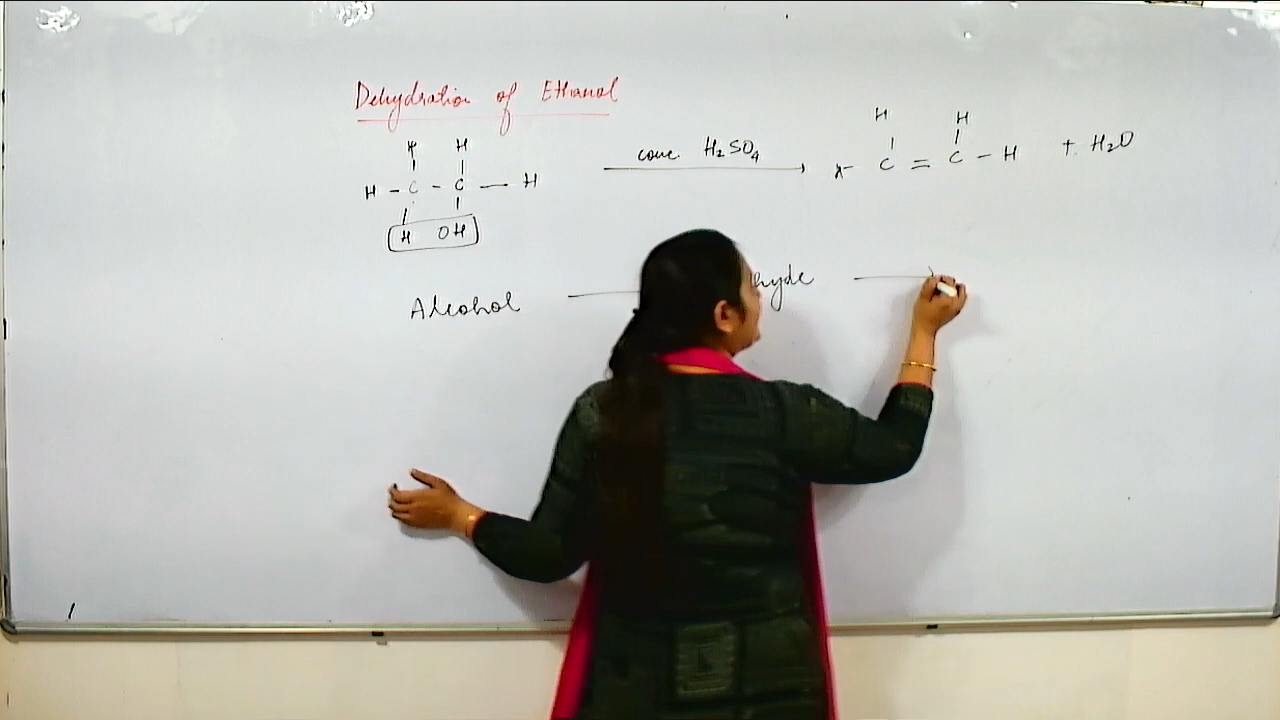 Dehydration of Ethanol
H H
conc. H₂SO₄
H H
H - C - C - H
C = C - H + H₂O
H OH
Alcohol hyde